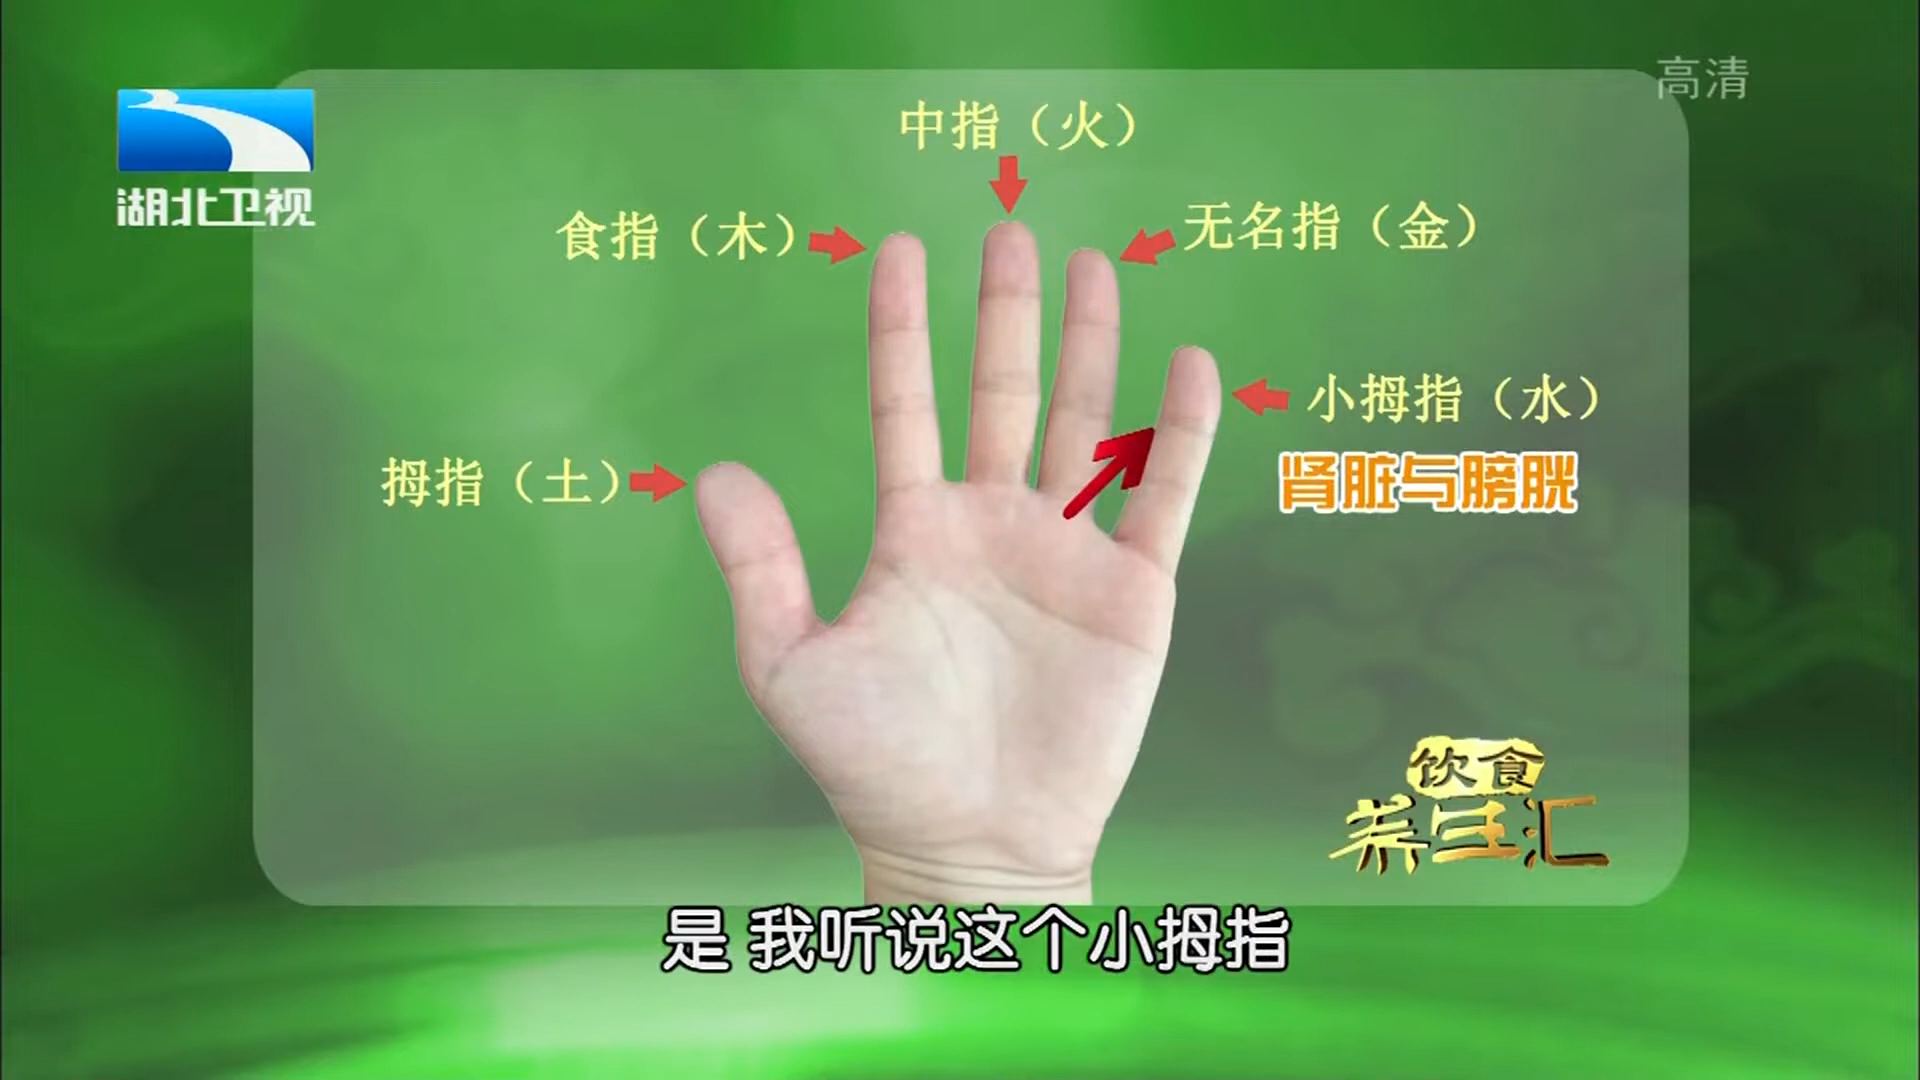 高清
湖北卫视
中指（火）
食指（木）
无名指（金）
小拇指（水）
肾脏与膀胱
拇指（土）
饮食
养生汇
是 我听说这个小拇指